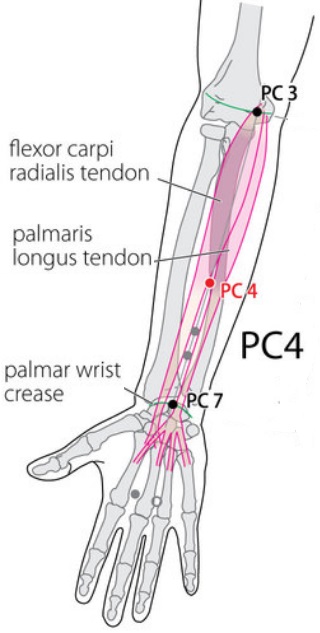 PC 3
flexor carpi
radialis tendon
palmaris
longus tendon
PC 4
PC4
palmar wrist
crease
PC 7